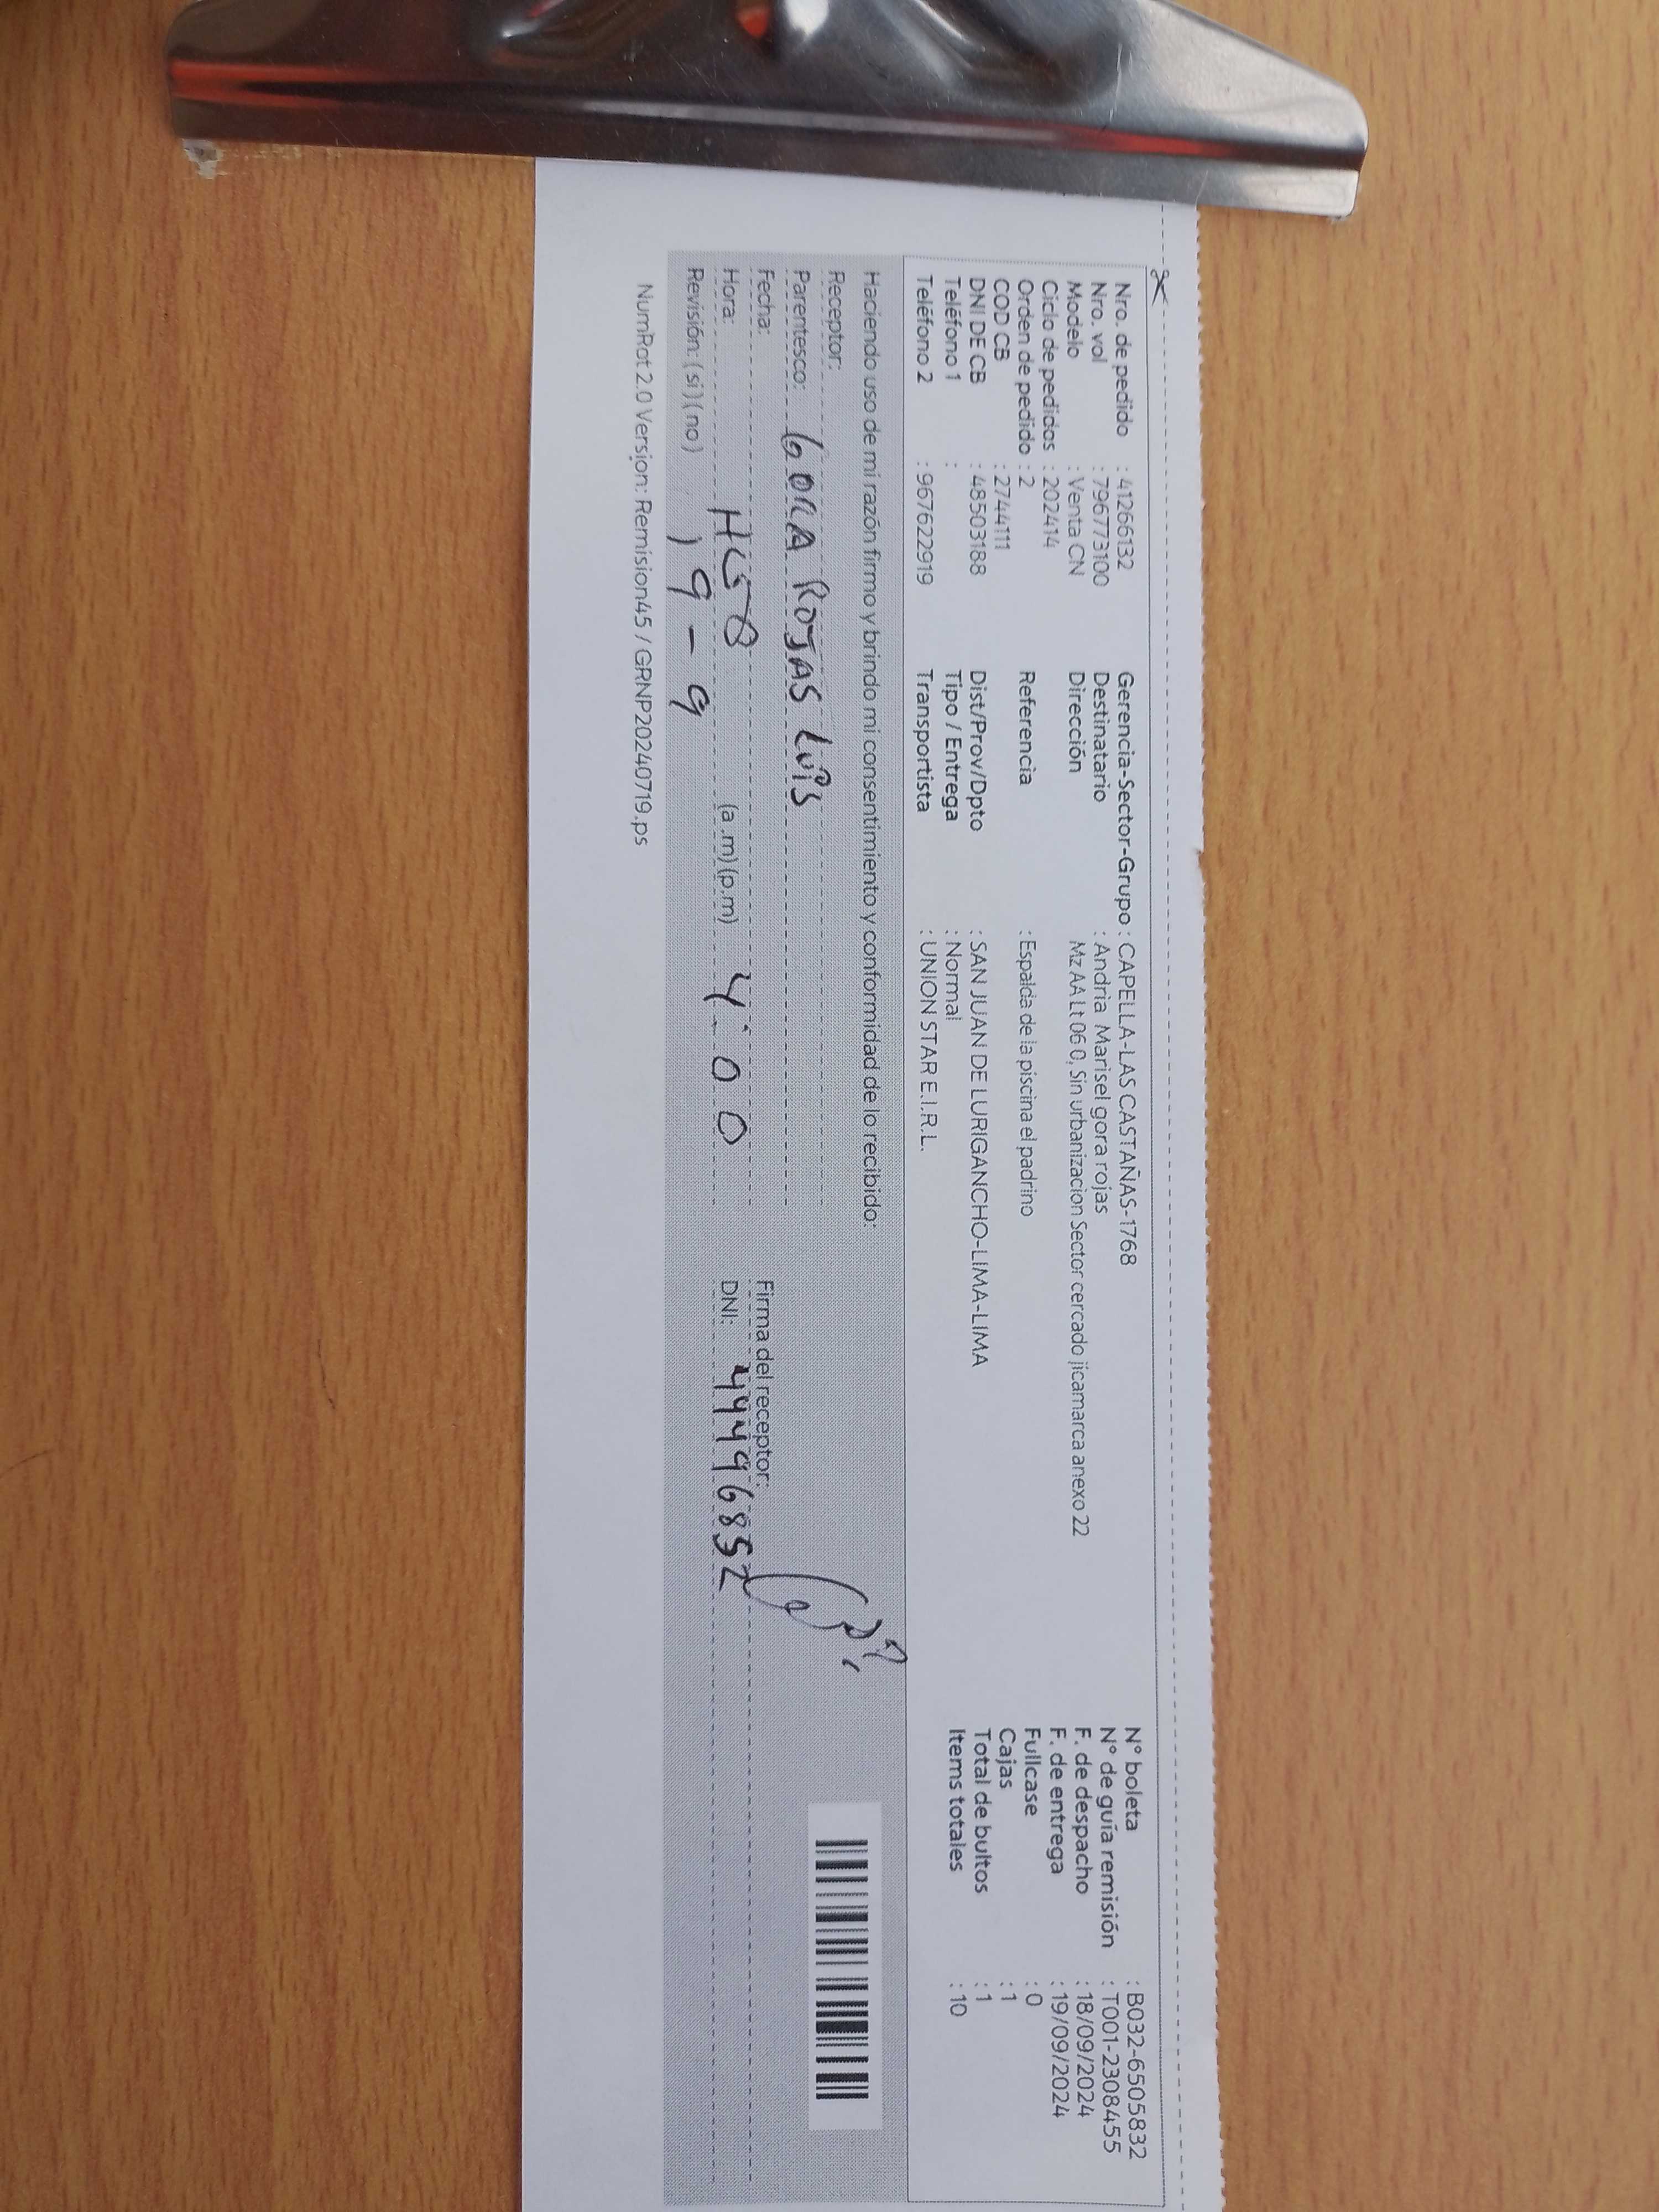 Nro. de pedido : 41266132 Gerencia-Sector-Grupo : CAPELLA-LAS CASTAÑAS-1768 N° boleta : B032-6505832
Nro. vol : 796773100 Destinatario : Andria Marisel gora rojas N° de guía remisión : T001-2308455
Modelo : Venta CN Dirección Mz AA Lt 06 0, Sin urbanizacion Sector cercado jicamarca anexo 22 F. de despacho : 18/09/2024
Ciclo de pedidos : 202414 F. de entrega : 19/09/2024
Orden de pedido : 2 Referencia : Espalda de la piscina el padrino Fullcase : 0
COD CB : 2744111 Cajas : 1
DNI DE CB : 48503188 Dist/Prov/Dpto : SAN JUAN DE LURIGANCHO-LIMA-LIMA Total de bultos : 1
Teléfono 1 : Tipo / Entrega : Normal Items totales : 10
Teléfono 2 : 967622919 Transportista : UNION STAR E.I.R.L.
Haciendo uso de mi razón firmo y brindo mi consentimiento y conformidad de lo recibido:
Receptor:
Parentesco: GORA ROJAS LUIS
Fecha: Firma del receptor:
Hora: (a.m) (p.m) 4:00 DNI: 44496852
Revisión: (si) (no) 19-9
NumRot 2.0 Version: Remision45 / GRNP20240719.ps